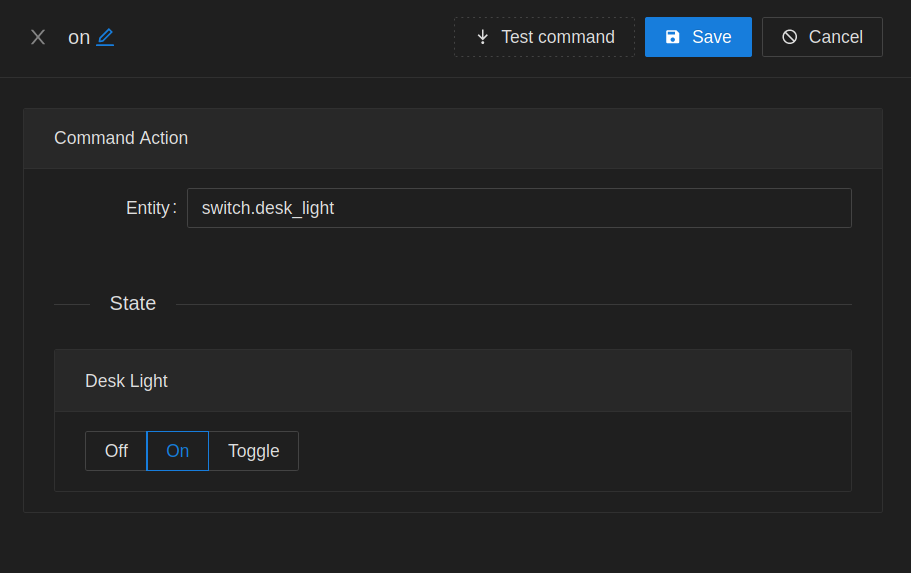 on
Test command
Save
Cancel
Command Action
Entity:
switch.desk_light
State
Desk Light
Off
On
Toggle